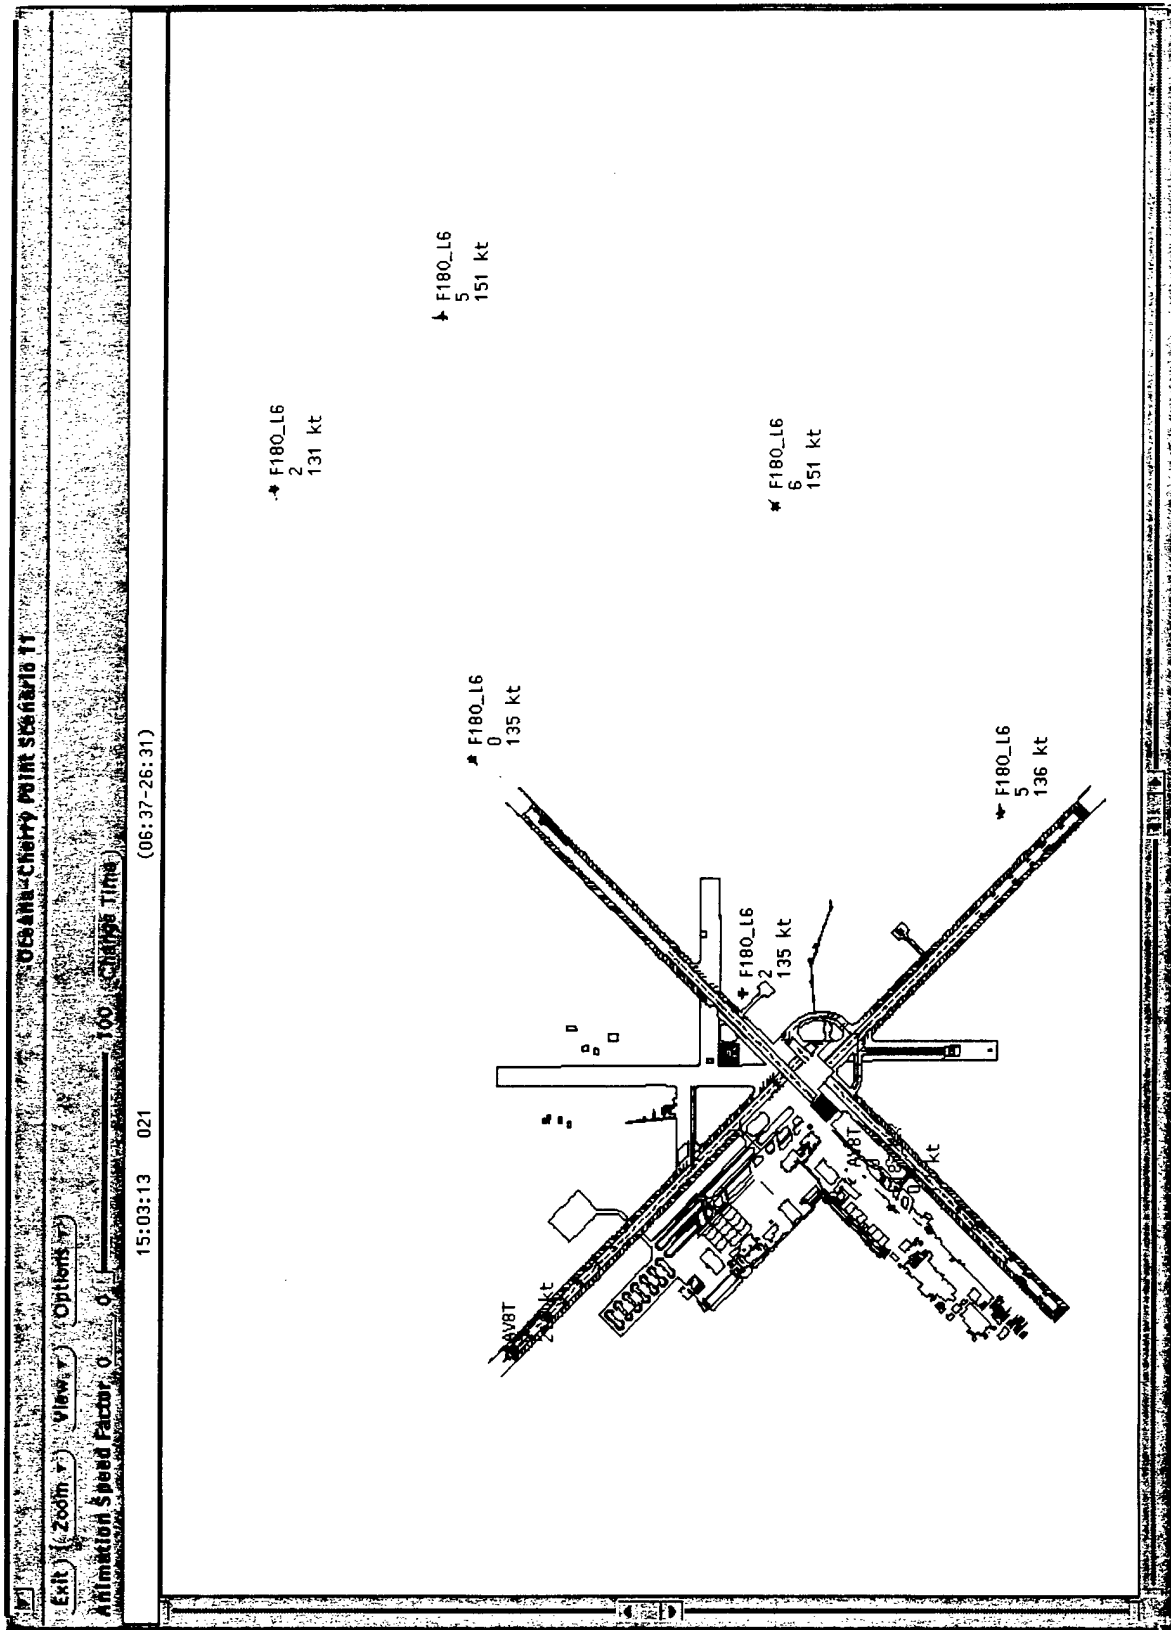 Oceana-Cherry Point Scenario 11
Exit Zoom View Options
Animation Speed Factor: 0 0 100 Change Time
15:03:13 021 (06:37-26:31)
F180_L6
2
131 kt
F180_L6
5
151 kt
F180_L6
0
135 kt
F180_L6
6
151 kt
F180_L6
2
135 kt
F180_L6
5
136 kt
AV8T
kt
AV8T
kt